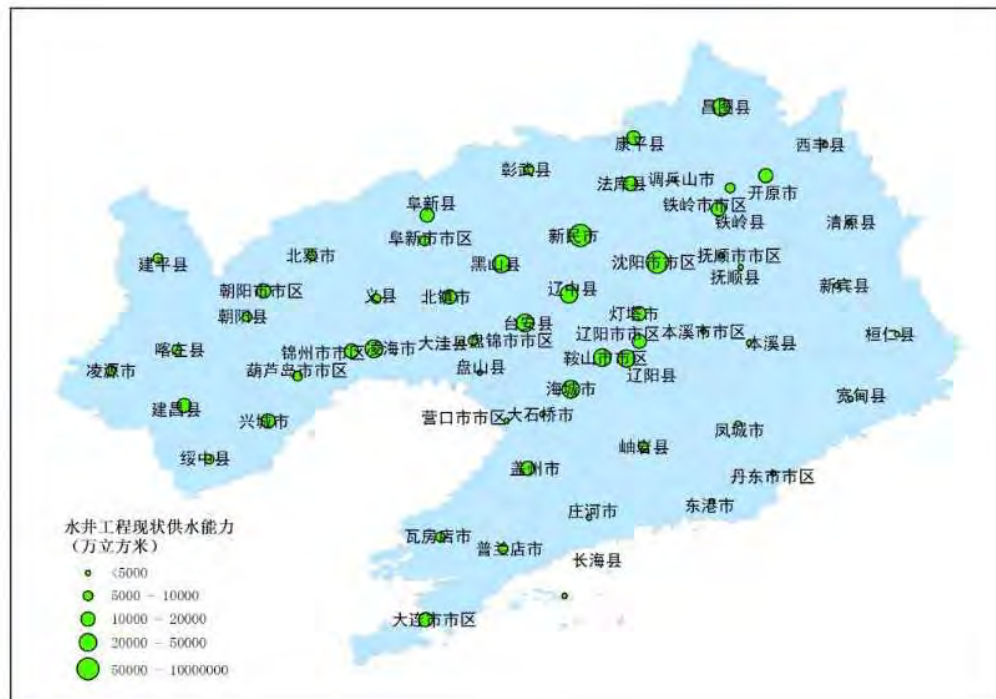 昌图县
康平县
西丰县
彰武县
法库县
调兵山市
开原市
铁岭市市区
铁岭县
阜新县
清原县
新民市
阜新市市区
北票市
黑山县
沈阳市市区
抚顺市市区
抚顺县
建平县
新宾县
朝阳市市区
义县
北镇市
辽中县
朝阳县
灯塔市
台安县
辽阳市市区
本溪市市区
桓仁县
大洼县
盘锦市市区
本溪县
喀左县
锦州市市区
凌海市
鞍山市市区
凌源市
葫芦岛市市区
盘山县
辽阳县
海城市
宽甸县
建昌县
兴城市
营口市市区
大石桥市
凤城市
岫岩县
绥中县
盖州市
丹东市市区
东港市
庄河市
水井工程现状供水能力
（万立方米）
瓦房店市
普兰店市
长海县
<5000
5000 - 10000
10000 - 20000
大连市市区
20000 - 50000
50000 - 10000000